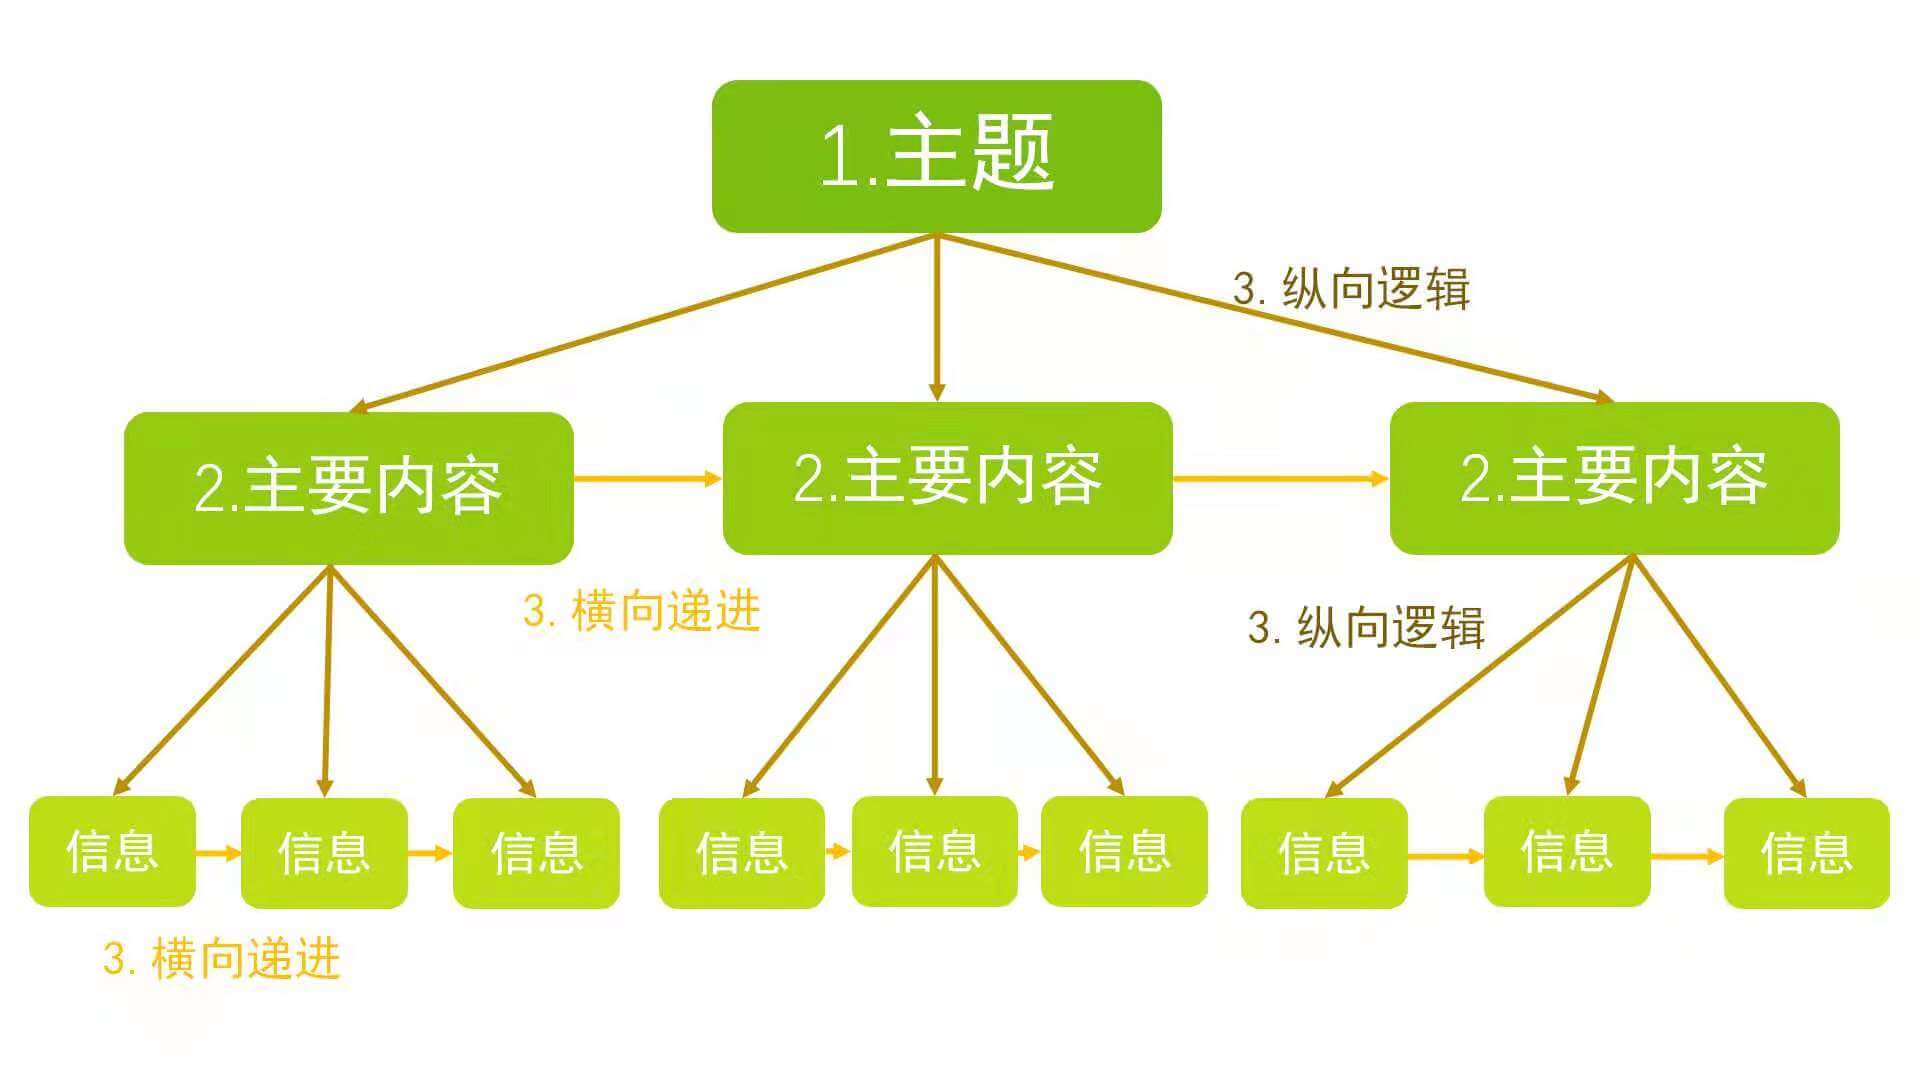 1.主题
3. 纵向逻辑
2.主要内容
2.主要内容
2.主要内容
3. 横向递进
3. 纵向逻辑
信息
信息
信息
信息
信息
信息
信息
信息
信息
3. 横向递进